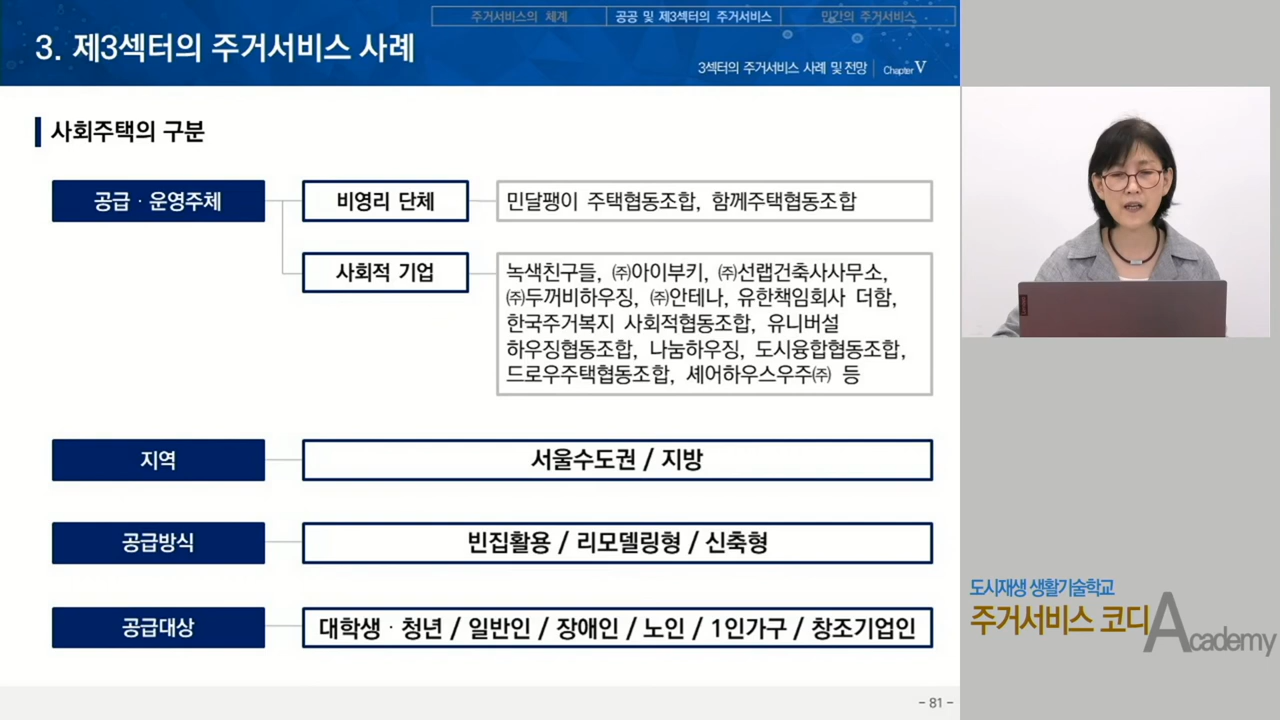 주거서비스의 체계
공공 및 제3섹터의 주거서비스
민간의 주거서비스
3. 제3섹터의 주거서비스 사례
3섹터의 주거서비스 사례 및 전망
Chapter V
사회주택의 구분
공급 · 운영주체
비영리 단체
민달팽이 주택협동조합, 함께주택협동조합
사회적 기업
녹색친구들, ㈜아이부키, ㈜선랩건축사사무소,
㈜두꺼비하우징, ㈜안테나, 유한책임회사 더함,
한국주거복지 사회적협동조합, 유니버설
하우징협동조합, 나눔하우징, 도시융합협동조합,
드로우주택협동조합, 셰어하우스우주㈜ 등
지역
서울수도권 / 지방
공급방식
빈집활용 / 리모델링형 / 신축형
공급대상
대학생 · 청년 / 일반인 / 장애인 / 노인 / 1인가구 / 창조기업인
- 81 -
도시재생 생활기술학교
주거서비스 코디
Academy